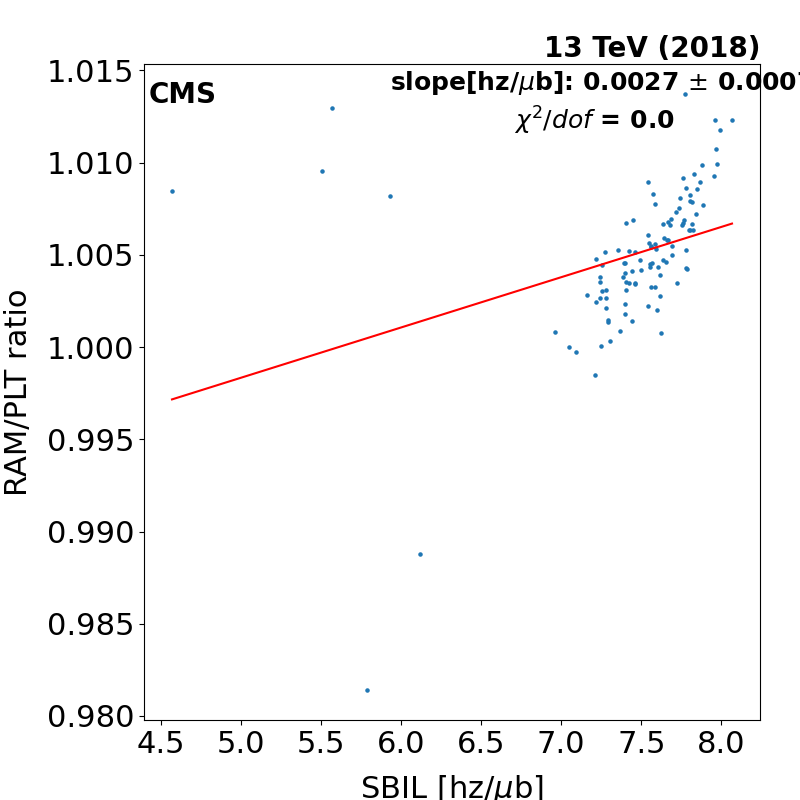 13 TeV (2018)
CMS
slope[hz/μb]: 0.0027 ± 0.0007
χ²/dof = 0.0
RAM/PLT ratio
1.015
1.010
1.005
1.000
0.995
0.990
0.985
0.980
4.5 5.0 5.5 6.0 6.5 7.0 7.5 8.0
SBIL [hz/μb]